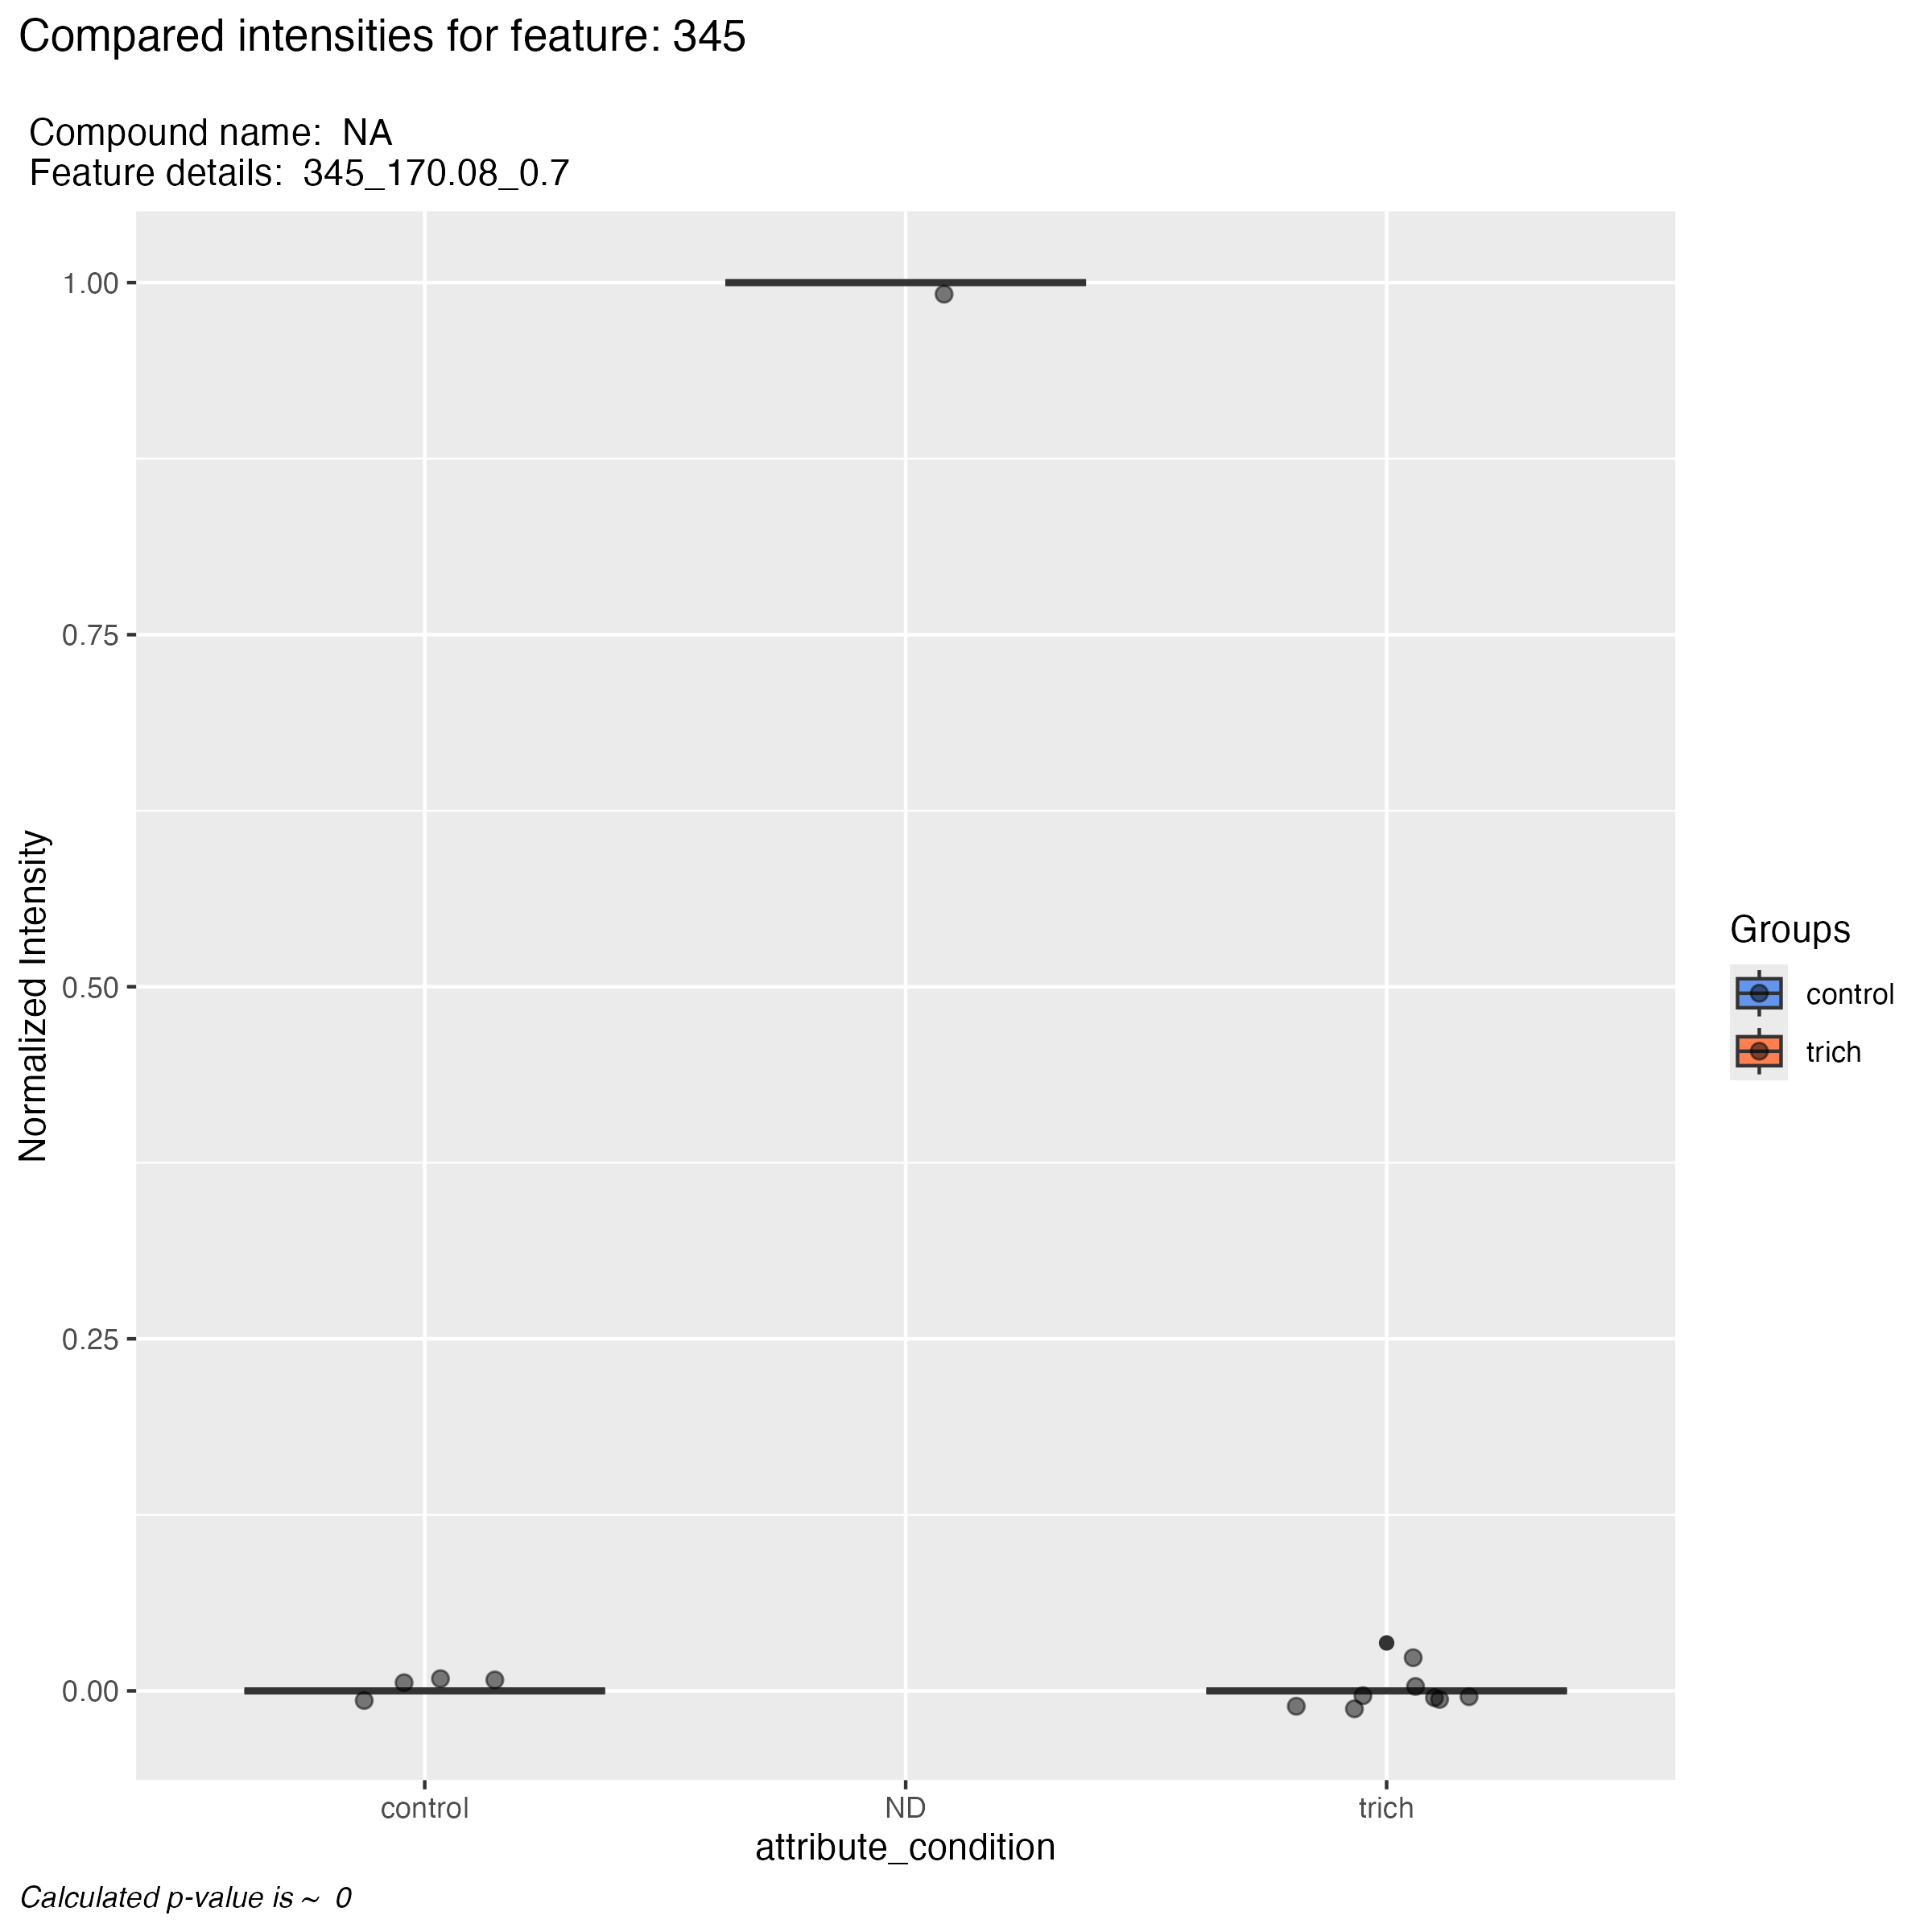 Compared intensities for feature: 345
Compound name: NA
Feature details: 345_170.08_0.7
1.00
0.75
0.50
0.25
0.00
Normalized Intensity
control
ND
trich
attribute_condition
Groups
control
trich
Calculated p-value is ~ 0